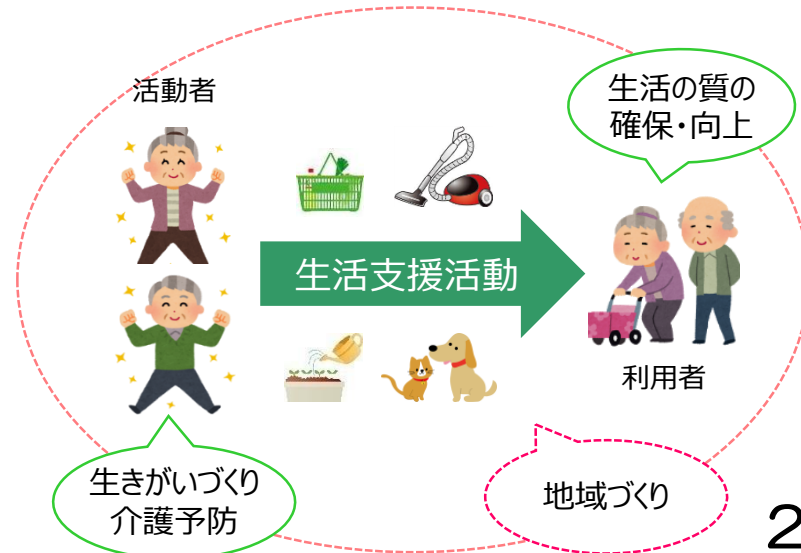 活動者
生活の質の
確保・向上
生活支援活動
利用者
生きがいづくり
介護予防
地域づくり
2